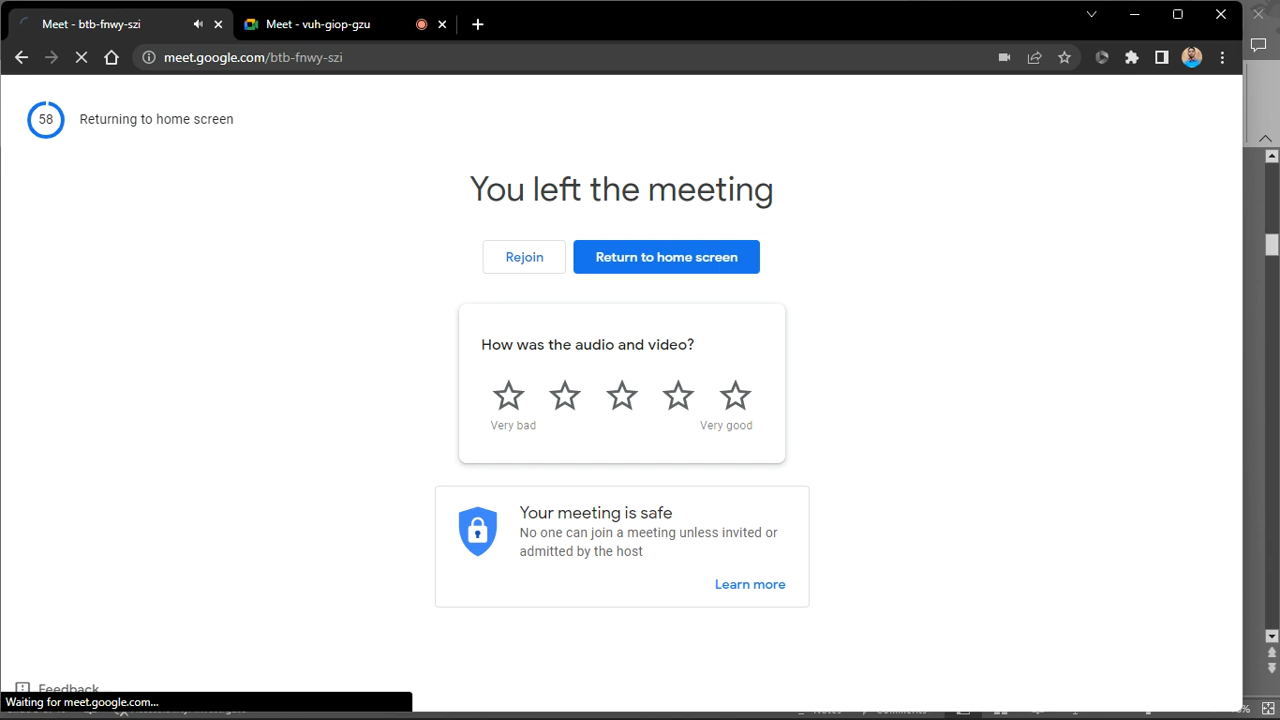 Meet - btb-fnwy-szi
Meet - vuh-giop-gzu
meet.google.com/btb-fnwy-szi
58 Returning to home screen
You left the meeting
Rejoin
Return to home screen
How was the audio and video?
Very bad
Very good
Your meeting is safe
No one can join a meeting unless invited or
admitted by the host
Learn more
Feedback
Waiting for meet.google.com...